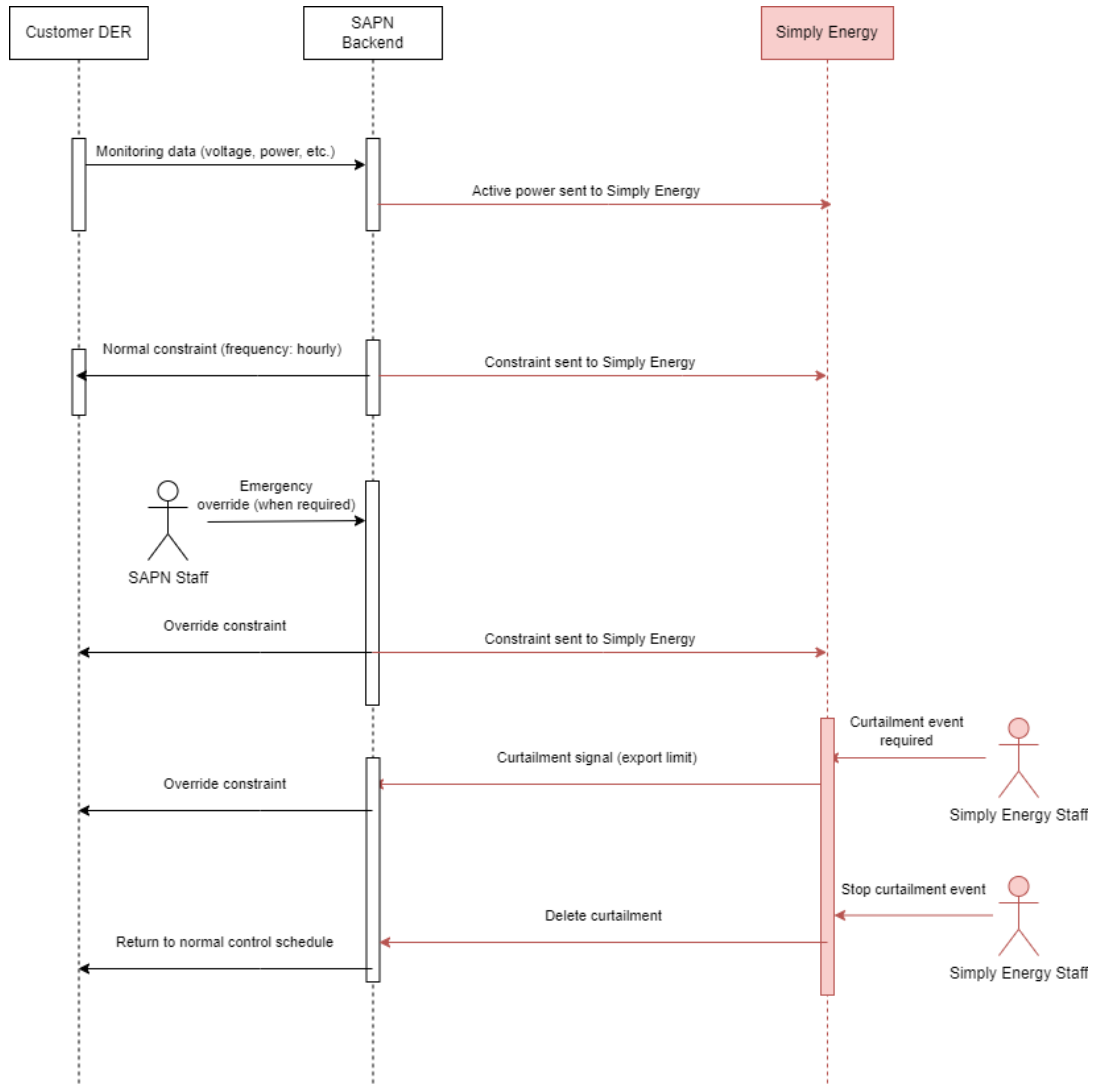 Customer DER
SAPN
Backend
Simply Energy
Monitoring data (voltage, power, etc.)
Active power sent to Simply Energy
Normal constraint (frequency: hourly)
Constraint sent to Simply Energy
Emergency
override (when required)
SAPN Staff
Override constraint
Constraint sent to Simply Energy
Curtailment event
required
Curtailment signal (export limit)
Override constraint
Simply Energy Staff
Stop curtailment event
Delete curtailment
Return to normal control schedule
Simply Energy Staff